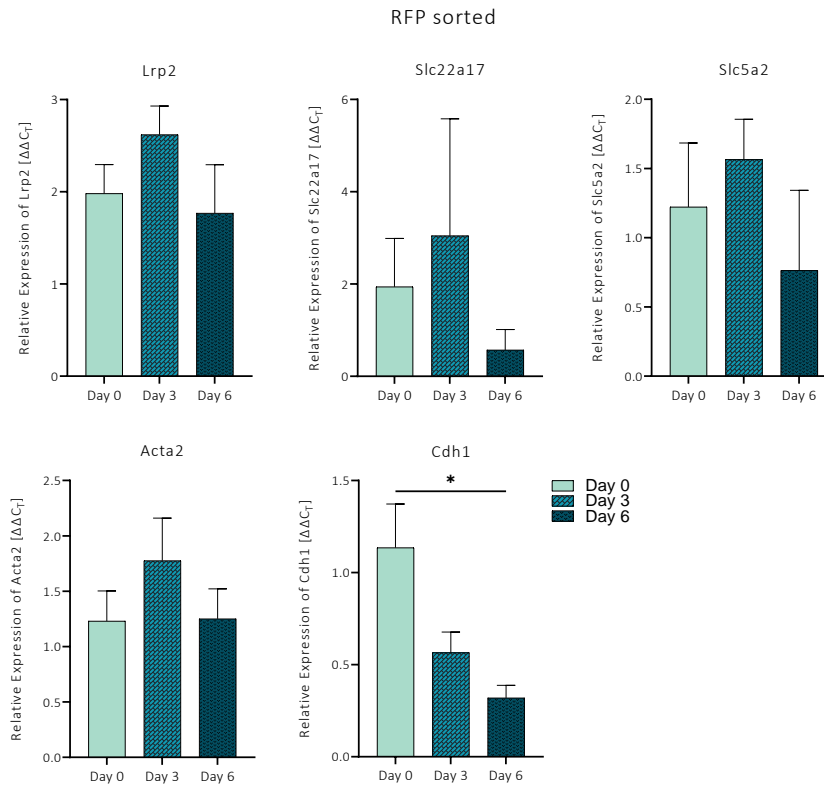 RFP sorted
Lrp2
Relative Expression of Lrp2 [ΔΔC_T]
3
2
1
0
Day 0 Day 3 Day 6
Slc22a17
Relative Expression of Slc22a17 [ΔΔC_T]
6
4
2
0
Day 0 Day 3 Day 6
Slc5a2
Relative Expression of Slc5a2 [ΔΔC_T]
2.0
1.5
1.0
0.5
0.0
Day 0 Day 3 Day 6
Acta2
Relative Expression of Acta2 [ΔΔC_T]
2.5
2.0
1.5
1.0
0.5
0.0
Day 0 Day 3 Day 6
Cdh1
Relative Expression of Cdh1 [ΔΔC_T]
1.5
1.0
0.5
0.0
*
Day 0 Day 3 Day 6
Day 0
Day 3
Day 6